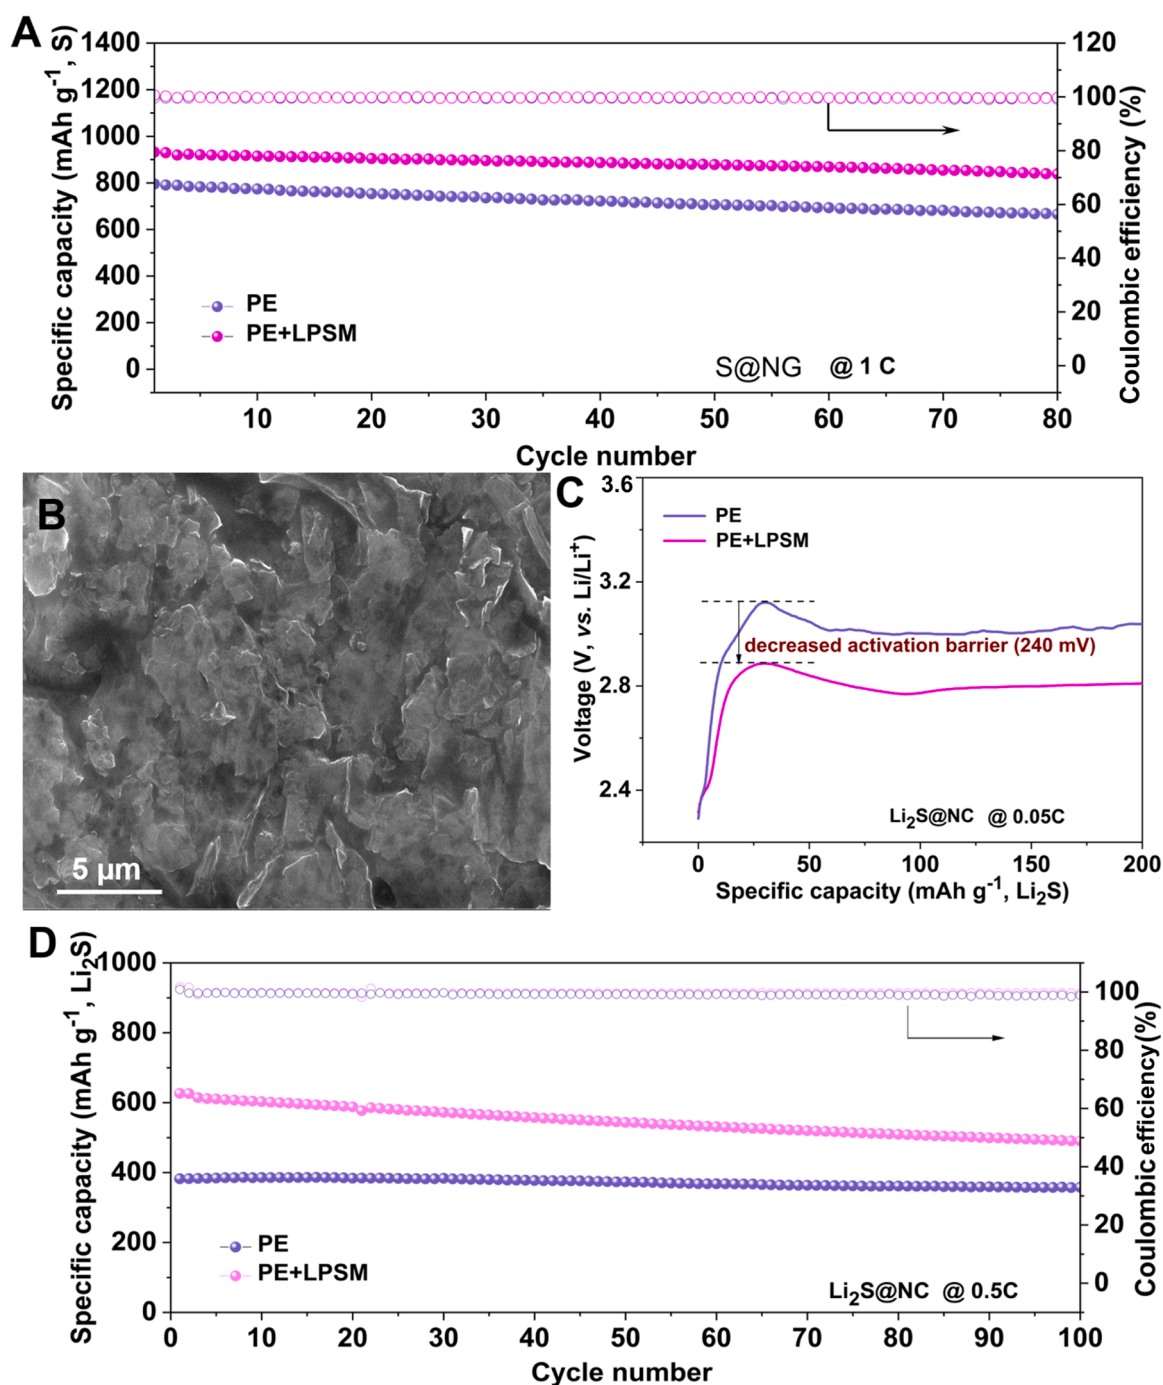 A
1400
1200
1000
800
600
400
200
0
Specific capacity (mAh g⁻¹, S)
120
100
80
60
40
20
0
Coulombic efficiency (%)
PE
PE+LPSM
S@NG @ 1 C
10 20 30 40 50 60 70 80
Cycle number
B
5 μm
C
3.6
3.2
2.8
2.4
Voltage (V, vs. Li/Li⁺)
PE
PE+LPSM
decreased activation barrier (240 mV)
Li₂S@NC @ 0.05C
0 50 100 150 200
Specific capacity (mAh g⁻¹, Li₂S)
D
1000
800
600
400
200
0
Specific capacity (mAh g⁻¹, Li₂S)
100
80
60
40
20
0
Coulombic efficiency(%)
PE
PE+LPSM
Li₂S@NC @ 0.5C
0 10 20 30 40 50 60 70 80 90 100
Cycle number